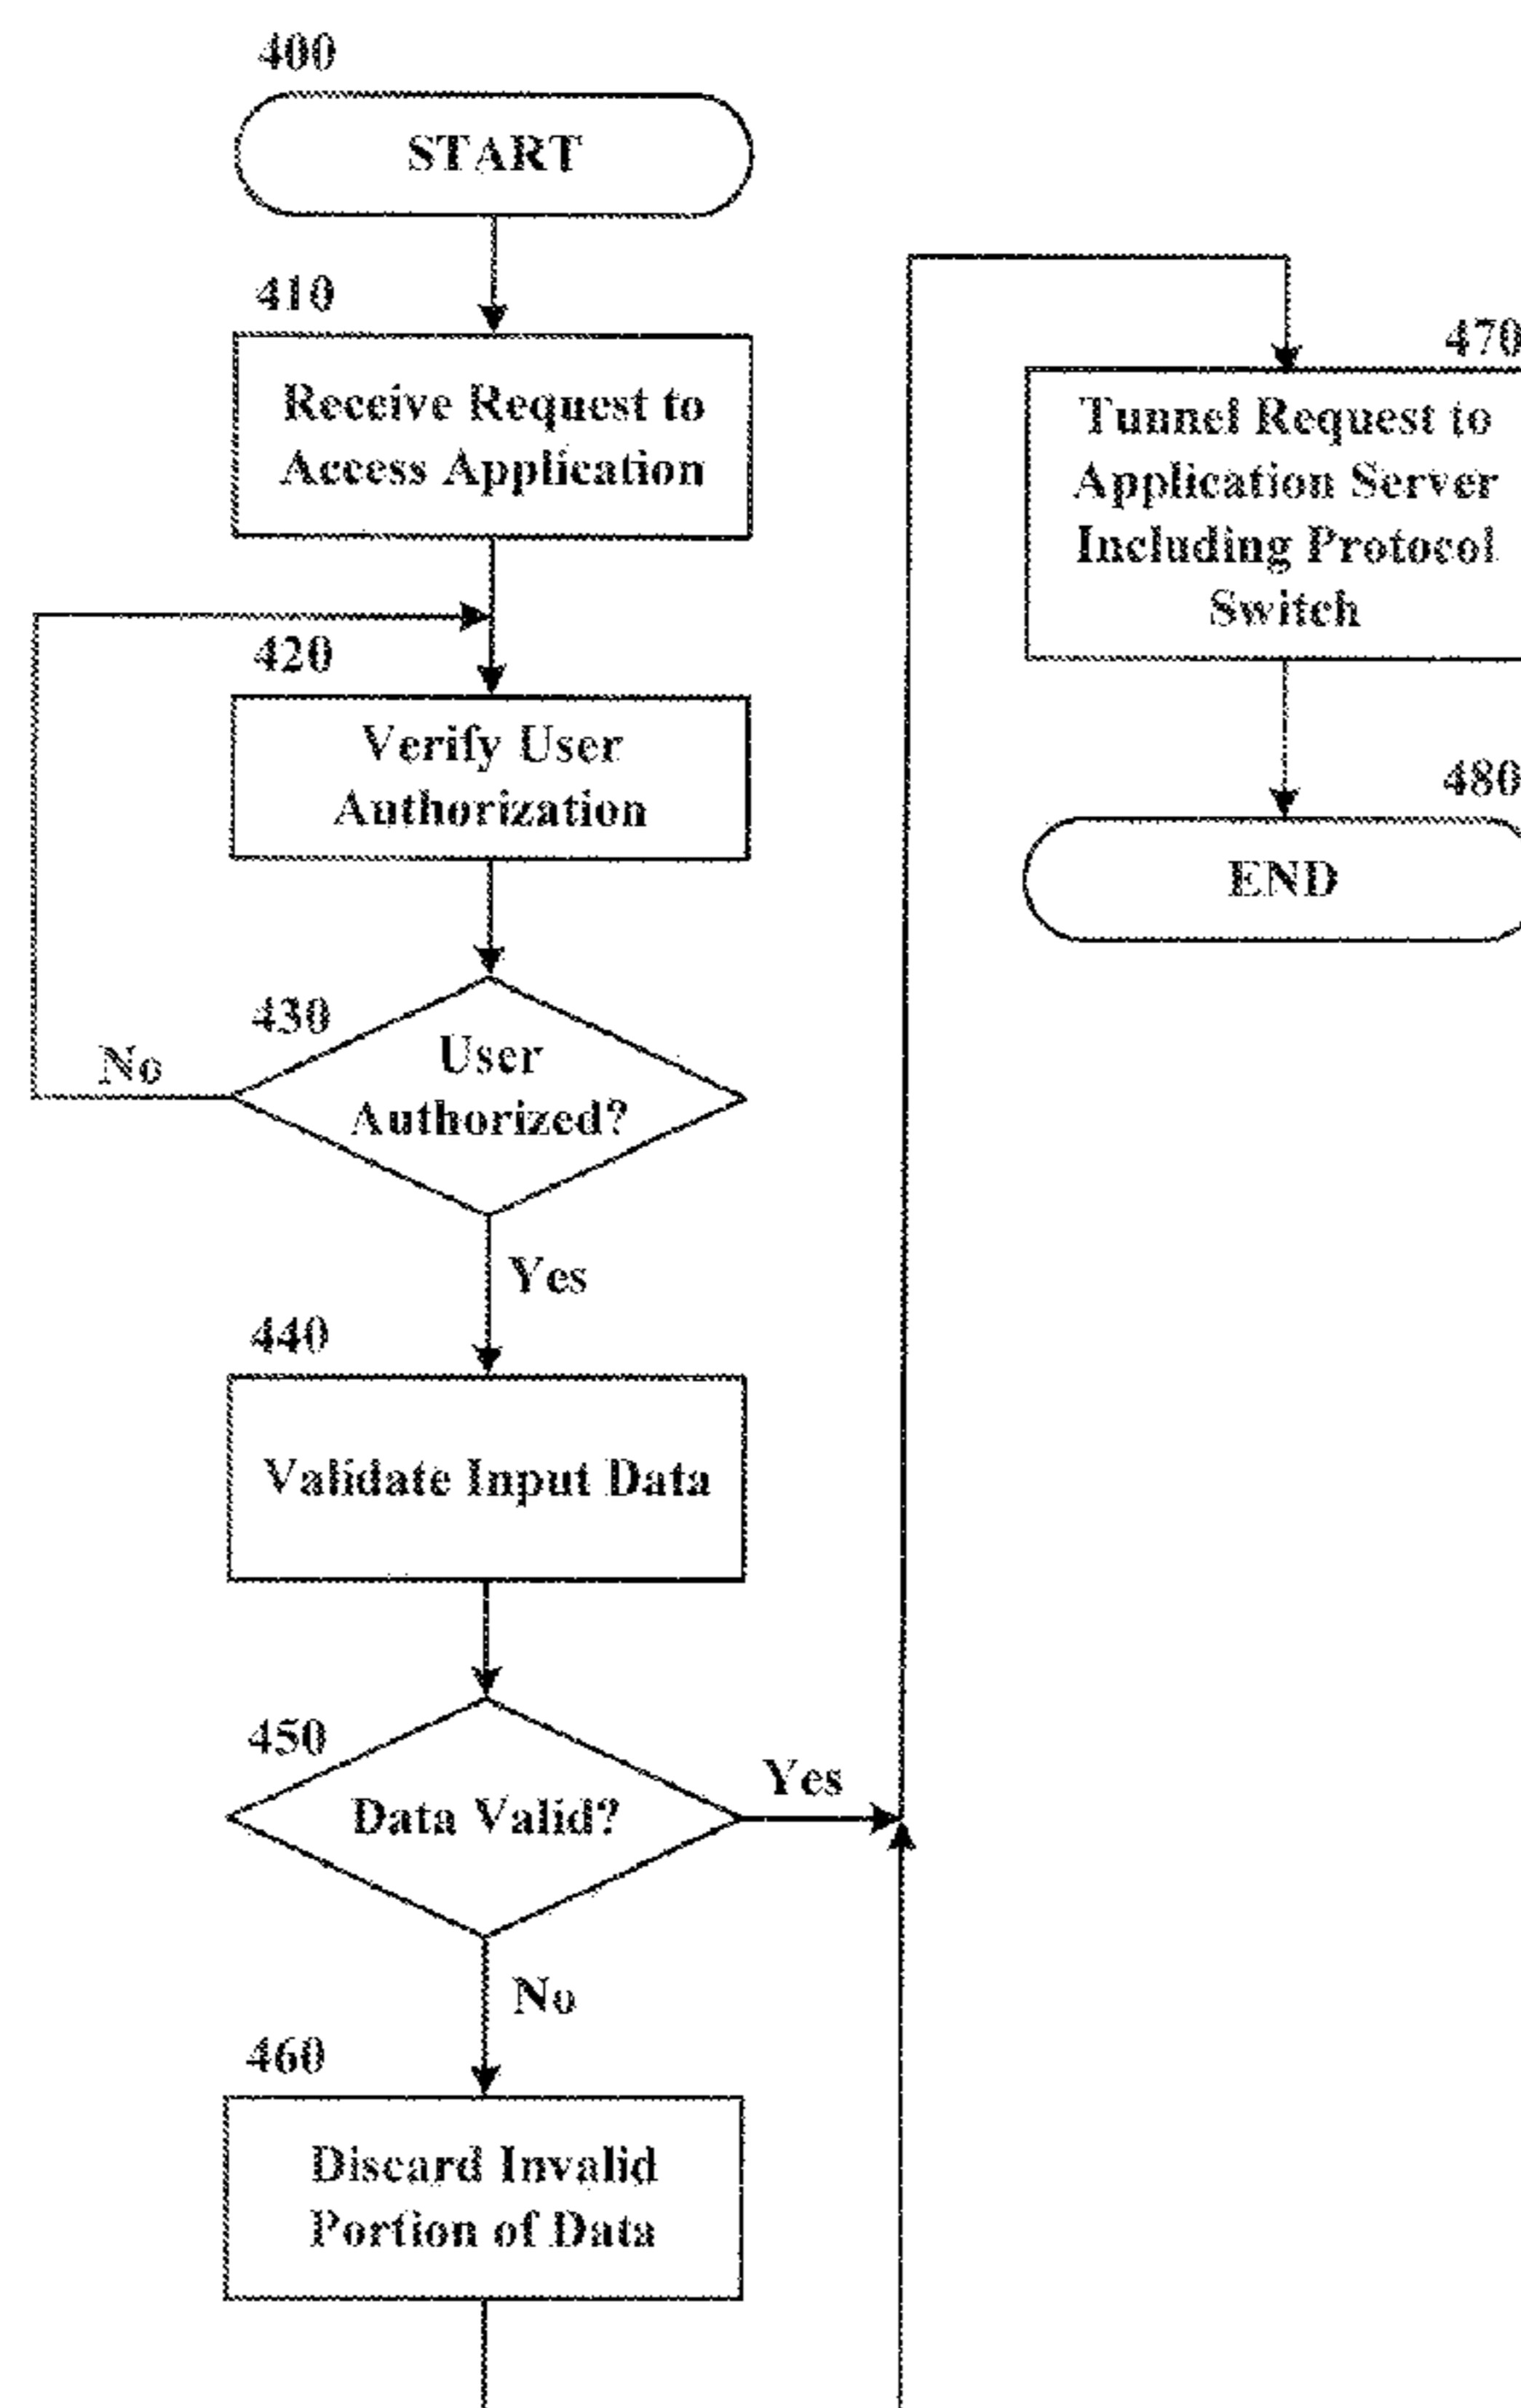 400
START
410
Receive Request to
Access Application
420
Verify User
Authorization
430
User
Authorized?
No
Yes
440
Validate Input Data
450
Data Valid?
Yes
No
460
Discard Invalid
Portion of Data
470
Tunnel Request to
Application Server
Including Protocol
Switch
480
END